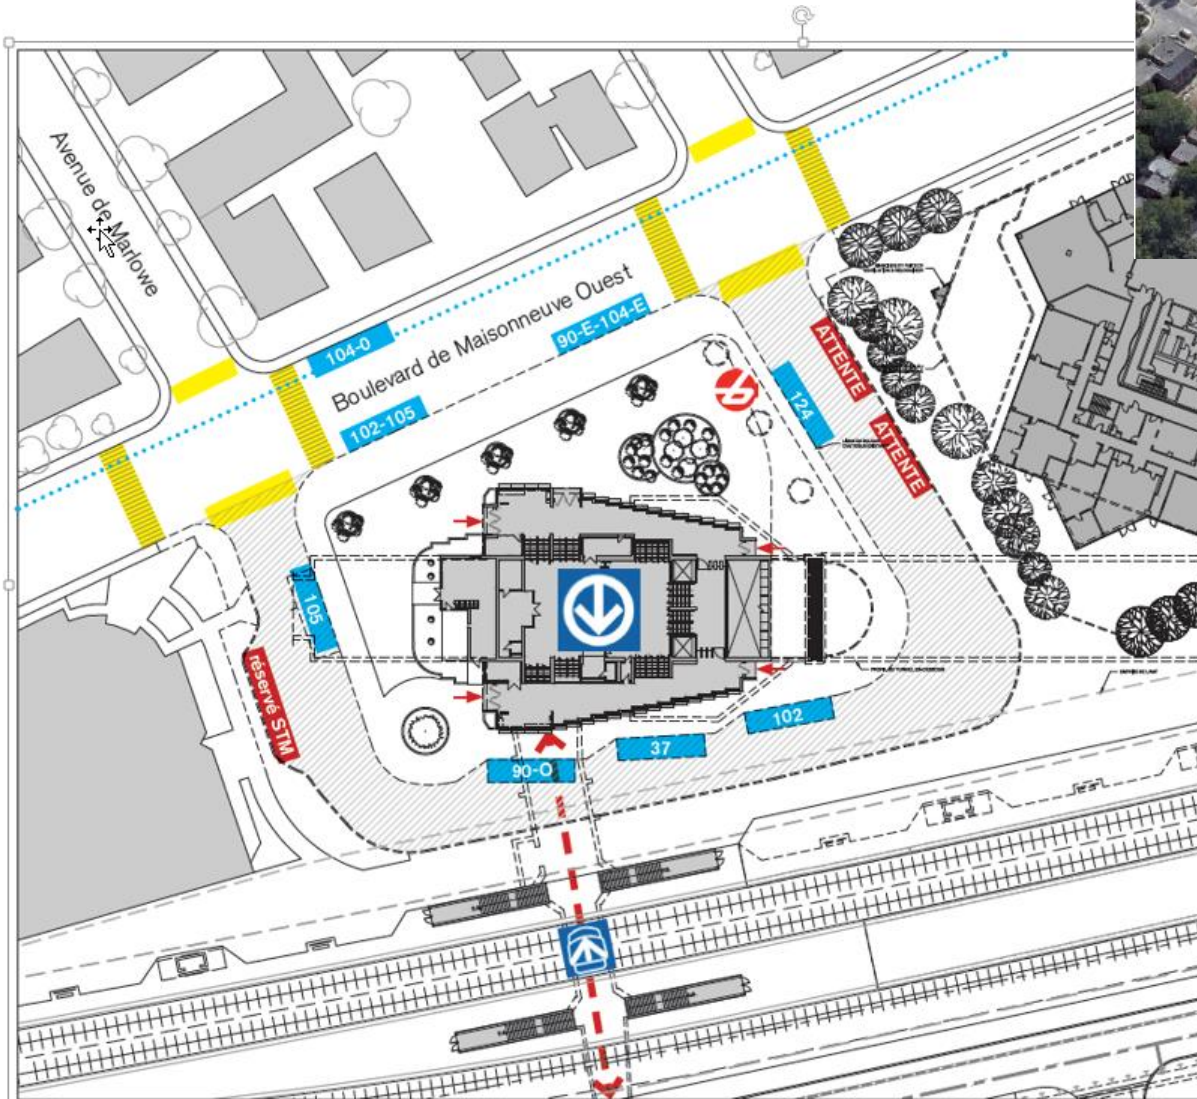 Avenue de Marlowe
Boulevard de Maisonneuve Ouest
104-O
90-E-104-E
102-105
ATTENTE
124
ATTENTE
105
réservé STM
102
37
90-O